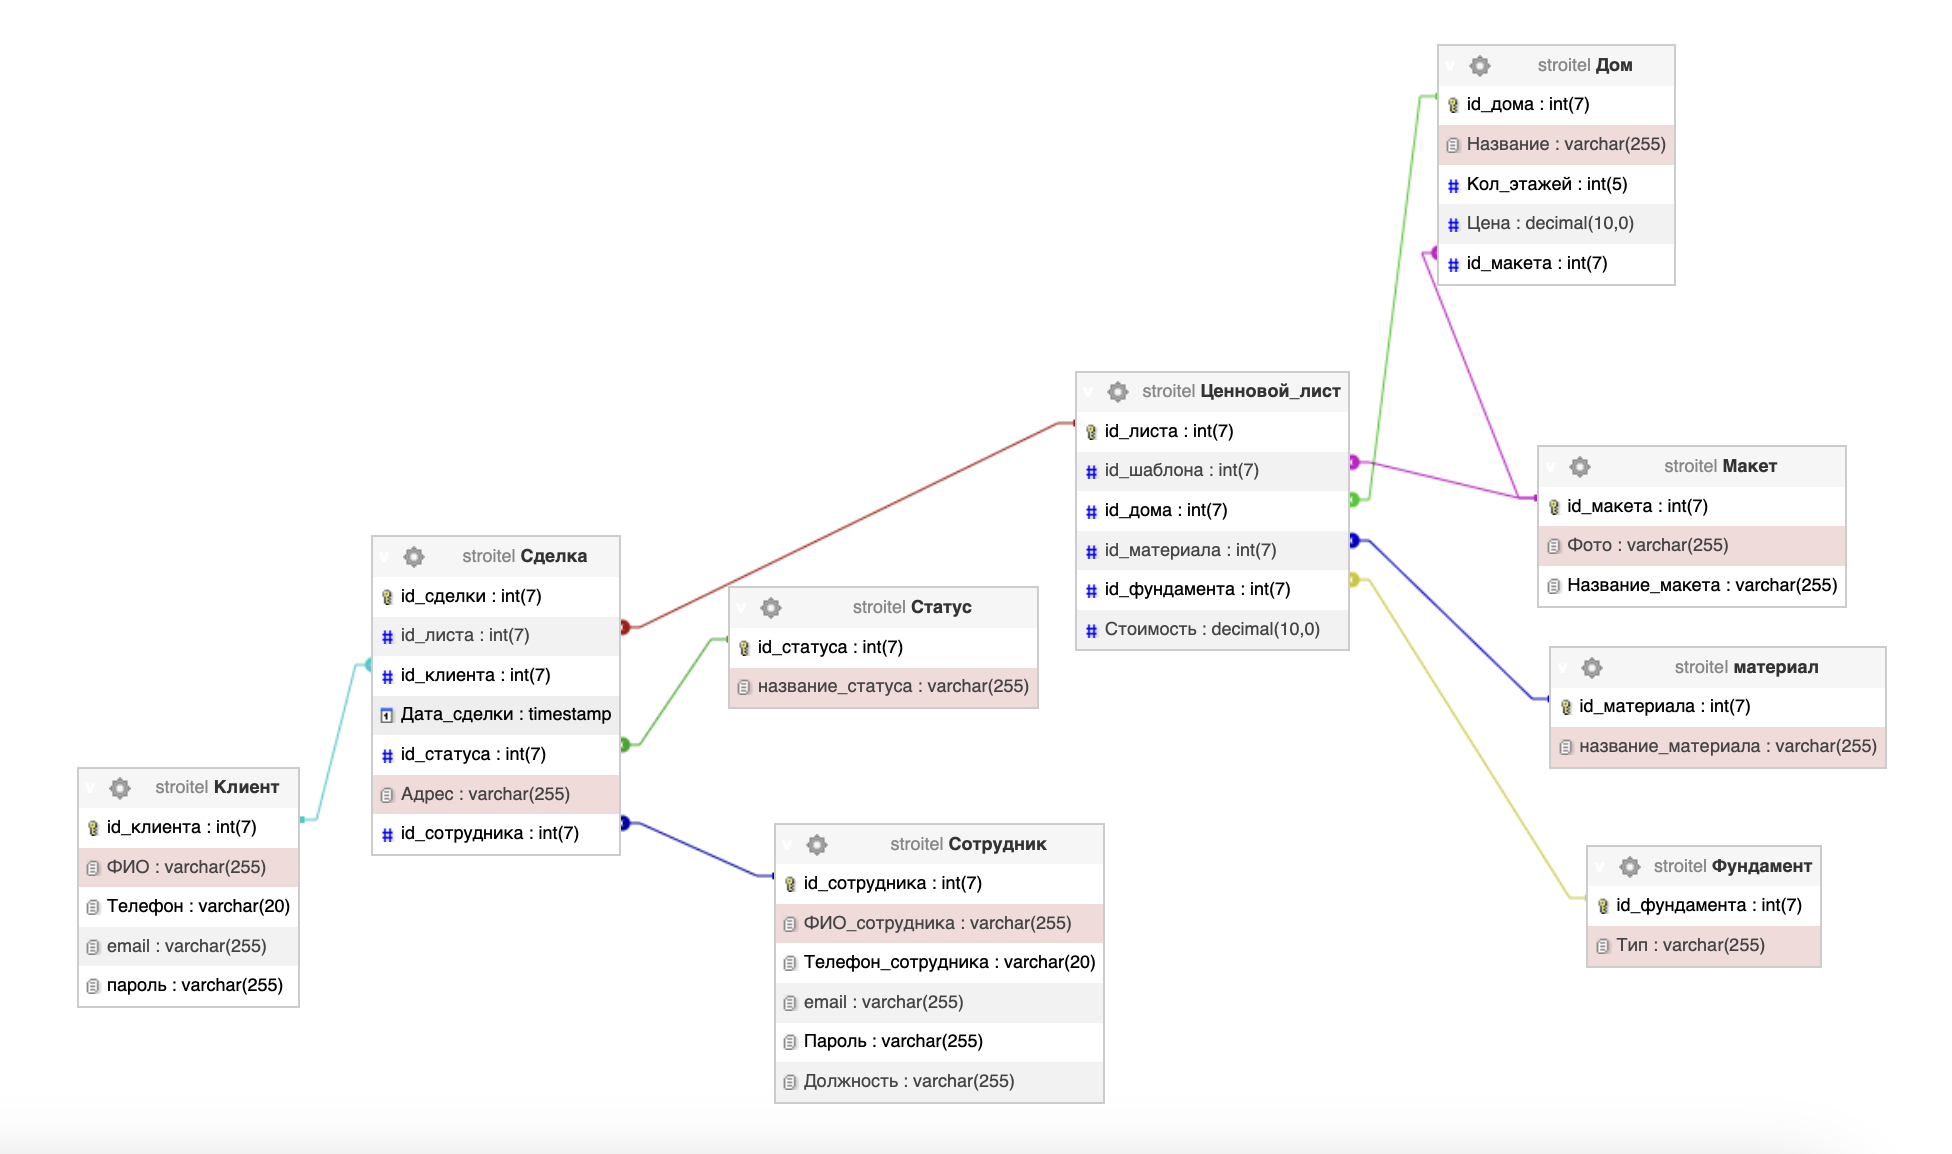 stroitel Дом
id_дома : int(7)
Название : varchar(255)
Кол_этажей : int(5)
Цена : decimal(10,0)
id_макета : int(7)
stroitel Ценновой_лист
id_листа : int(7)
id_шаблона : int(7)
id_дома : int(7)
id_материала : int(7)
id_фундамента : int(7)
Стоимость : decimal(10,0)
stroitel Макет
id_макета : int(7)
Фото : varchar(255)
Название_макета : varchar(255)
stroitel Сделка
id_сделки : int(7)
id_листа : int(7)
id_клиента : int(7)
Дата_сделки : timestamp
id_статуса : int(7)
Адрес : varchar(255)
id_сотрудника : int(7)
stroitel Статус
id_статуса : int(7)
название_статуса : varchar(255)
stroitel материал
id_материала : int(7)
название_материала : varchar(255)
stroitel Клиент
id_клиента : int(7)
ФИО : varchar(255)
Телефон : varchar(20)
email : varchar(255)
пароль : varchar(255)
stroitel Сотрудник
id_сотрудника : int(7)
ФИО_сотрудника : varchar(255)
Телефон_сотрудника : varchar(20)
email : varchar(255)
Пароль : varchar(255)
Должность : varchar(255)
stroitel Фундамент
id_фундамента : int(7)
Тип : varchar(255)